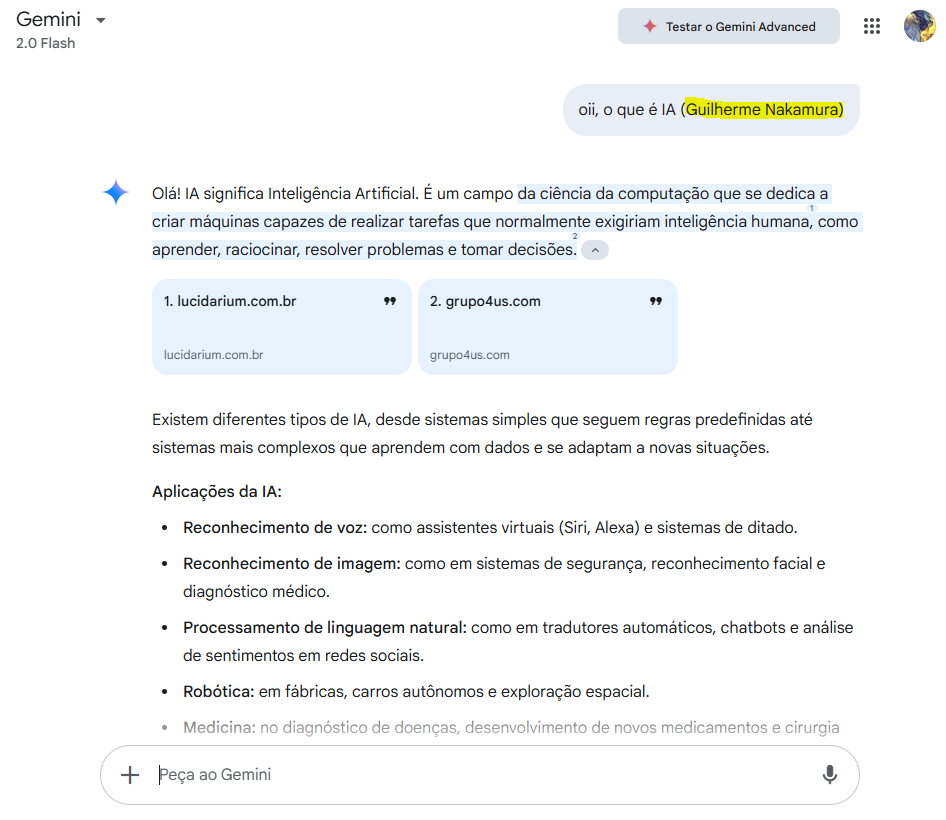 Gemini
2.0 Flash
Testar o Gemini Advanced
oii, o que é IA (Guilherme Nakamura)
Olá! IA significa Inteligência Artificial. É um campo da ciência da computação que se dedica a
criar máquinas capazes de realizar tarefas que normalmente exigiriam inteligência humana,1 como
aprender, raciocinar, resolver problemas e tomar decisões.2
1. lucidarium.com.br
lucidarium.com.br
2. grupo4us.com
grupo4us.com
Existem diferentes tipos de IA, desde sistemas simples que seguem regras predefinidas até
sistemas mais complexos que aprendem com dados e se adaptam a novas situações.
Aplicações da IA:
• Reconhecimento de voz: como assistentes virtuais (Siri, Alexa) e sistemas de ditado.
• Reconhecimento de imagem: como em sistemas de segurança, reconhecimento facial e
diagnóstico médico.
• Processamento de linguagem natural: como em tradutores automáticos, chatbots e análise
de sentimentos em redes sociais.
• Robótica: em fábricas, carros autônomos e exploração espacial.
• Medicina: no diagnóstico de doenças, desenvolvimento de novos medicamentos e cirurgia
Peça ao Gemini